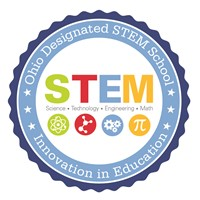 Ohio Designated STEM School
STEM
Science • Technology • Engineering • Math
π
Innovation in Education